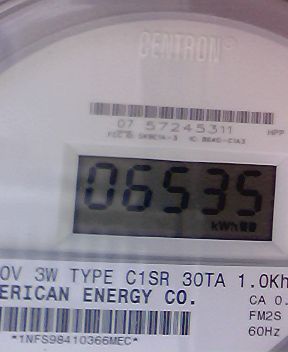 CENTRON®
07 57245311
HPP
06535
kWh
0V 3W TYPE C1SR 30TA 1.0Kh
ERICAN ENERGY CO.
CA 0.
FM2S
60Hz
*1NFS98410366MEC*